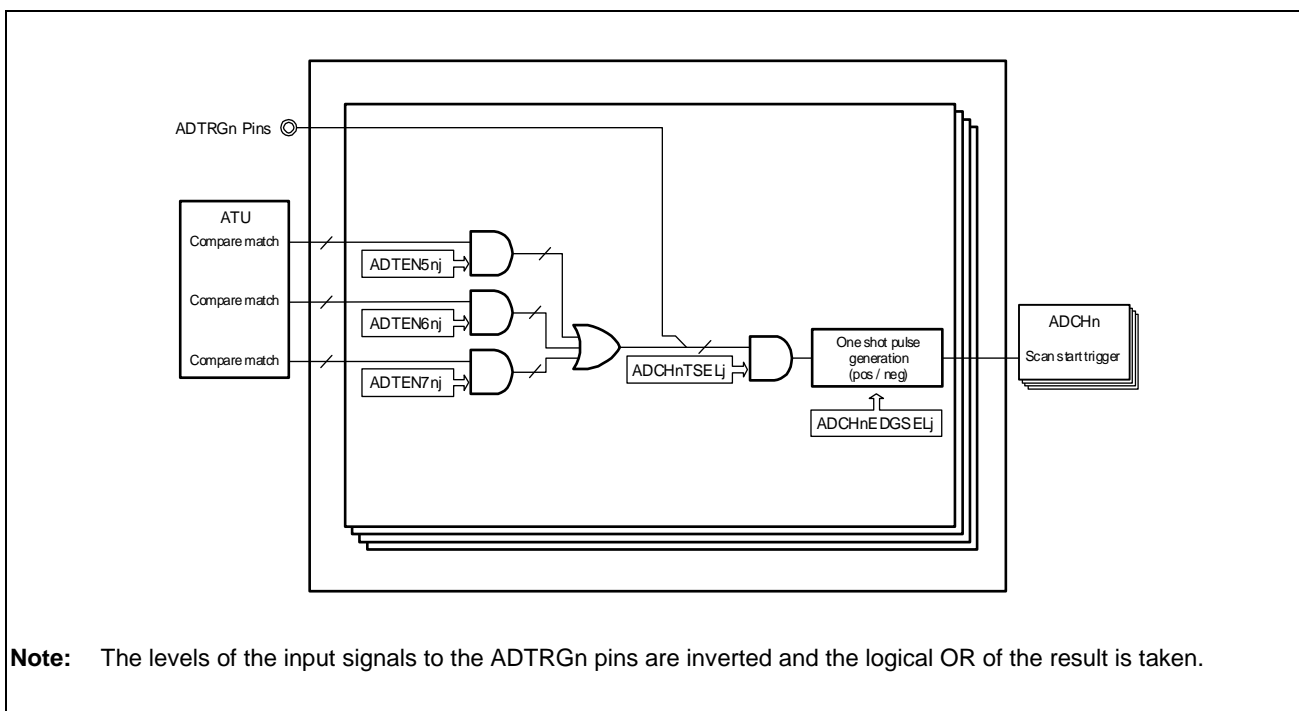 ADTRGn Pins
ATU
Compare match
Compare match
Compare match
ADTEN5nj
ADTEN6nj
ADTEN7nj
ADCHnTSELj
One shot pulse
generation
(pos / neg)
ADCHnEDGSELj
ADCHn
Scan start trigger
Note: The levels of the input signals to the ADTRGn pins are inverted and the logical OR of the result is taken.